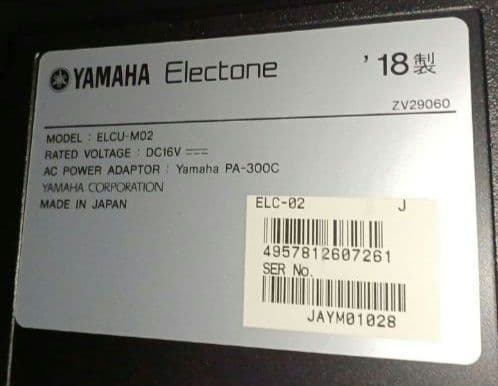 YAMAHA Electone '18製
ZV29060
MODEL : ELCU-M02
RATED VOLTAGE : DC16V
AC POWER ADAPTOR : Yamaha PA-300C
YAMAHA CORPORATION
MADE IN JAPAN
ELC-02 J
4957812607261
SER No.
JAYM01028